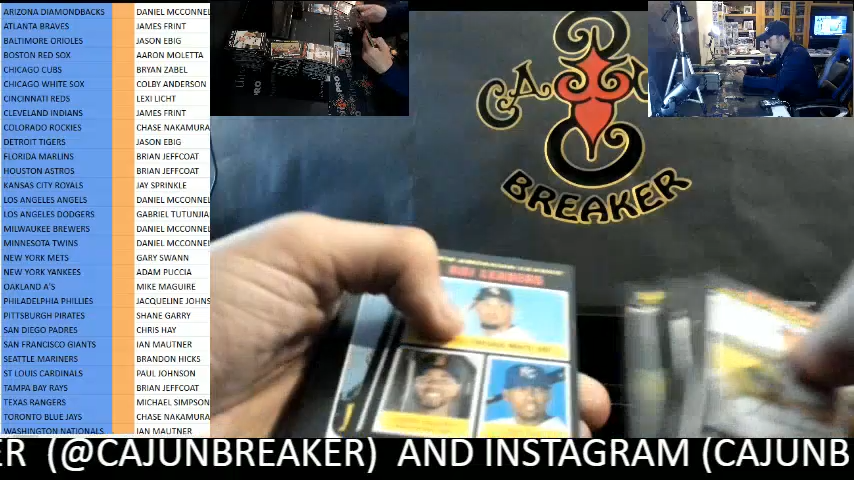 ARIZONA DIAMONDBACKS DANIEL MCCONNEL
ATLANTA BRAVES JAMES FRINT
BALTIMORE ORIOLES JASON EBIG
BOSTON RED SOX AARON MOLETTA
CHICAGO CUBS BRYAN ZABEL
CHICAGO WHITE SOX COLBY ANDERSON
CINCINNATI REDS LEXI LICHT
CLEVELAND INDIANS JAMES FRINT
COLORADO ROCKIES CHASE NAKAMURA
DETROIT TIGERS JASON EBIG
FLORIDA MARLINS BRIAN JEFFCOAT
HOUSTON ASTROS BRIAN JEFFCOAT
KANSAS CITY ROYALS JAY SPRINKLE
LOS ANGELES ANGELS DANIEL MCCONNEL
LOS ANGELES DODGERS GABRIEL TUTUNJIA
MILWAUKEE BREWERS DANIEL MCCONNEL
MINNESOTA TWINS DANIEL MCCONNEL
NEW YORK METS GARY SWANN
NEW YORK YANKEES ADAM PUCCIA
OAKLAND A'S MIKE MAGUIRE
PHILADELPHIA PHILLIES JACQUELINE JOHNS
PITTSBURGH PIRATES SHANE GARRY
SAN DIEGO PADRES CHRIS HAY
SAN FRANCISCO GIANTS IAN MAUTNER
SEATTLE MARINERS BRANDON HICKS
ST LOUIS CARDINALS PAUL JOHNSON
TAMPA BAY RAYS BRIAN JEFFCOAT
TEXAS RANGERS MICHAEL SIMPSON
TORONTO BLUE JAYS CHASE NAKAMURA
WASHINGTON NATIONALS IAN MAUTNER
BREAKER
RBI LEADERS
ER (@CAJUNBREAKER) AND INSTAGRAM (CAJUNB